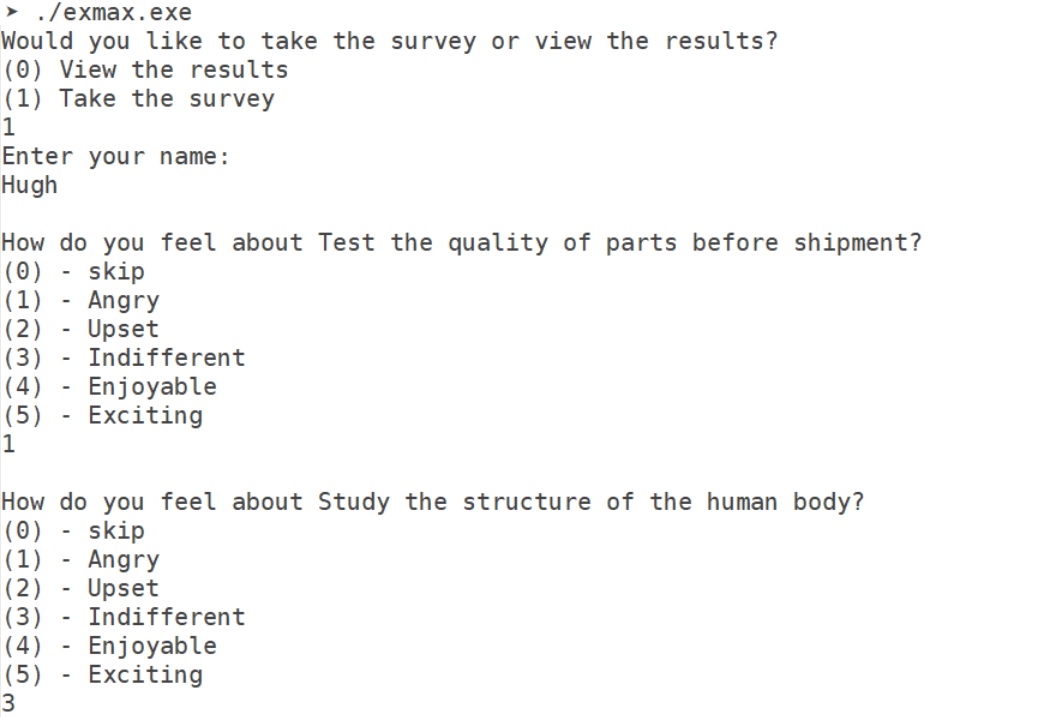 ➤ ./exmax.exe
Would you like to take the survey or view the results?
(0) View the results
(1) Take the survey
1
Enter your name:
Hugh
How do you feel about Test the quality of parts before shipment?
(0) - skip
(1) - Angry
(2) - Upset
(3) - Indifferent
(4) - Enjoyable
(5) - Exciting
1
How do you feel about Study the structure of the human body?
(0) - skip
(1) - Angry
(2) - Upset
(3) - Indifferent
(4) - Enjoyable
(5) - Exciting
3